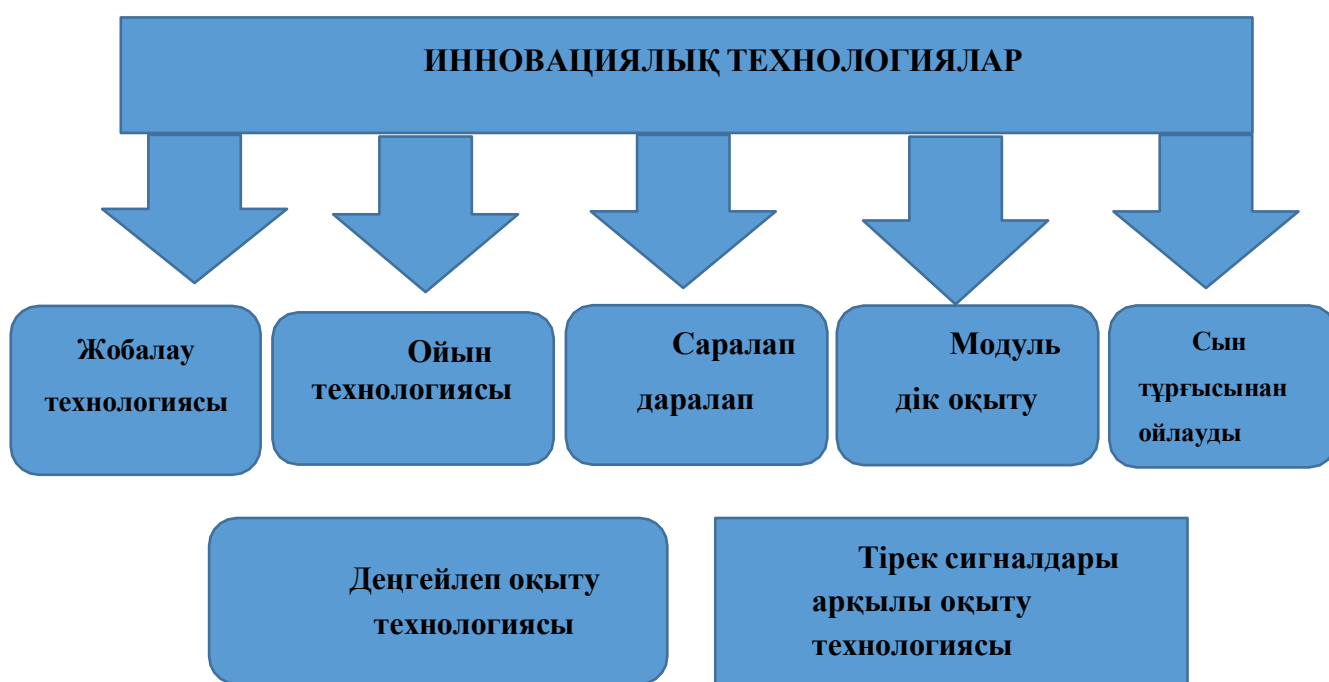 ИННОВАЦИЯЛЫҚ ТЕХНОЛОГИЯЛАР
Жобалау
технологиясы
Ойын
технологиясы
Саралап
даралап
Модуль
дік оқыту
Сын
тұрғысынан
ойлауды
Деңгейлеп оқыту
технологиясы
Тірек сигналдары
арқылы оқыту
технологиясы